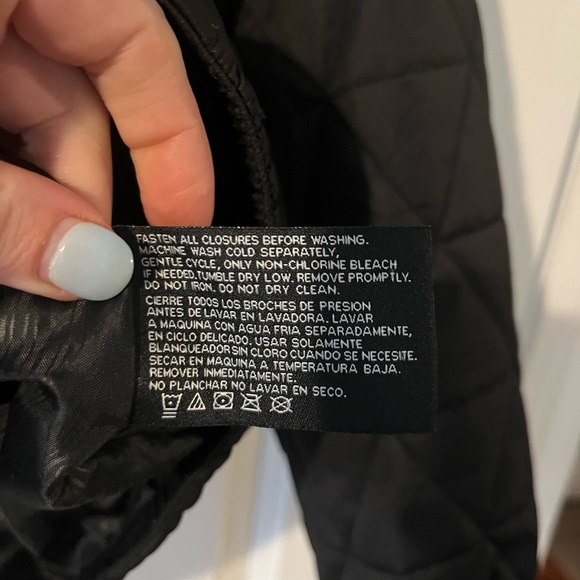 FASTEN ALL CLOSURES BEFORE WASHING.
MACHINE WASH COLD SEPARATELY,
GENTLE CYCLE, ONLY NON-CHLORINE BLEACH
IF NEEDED.TUMBLE DRY LOW. REMOVE PROMPTLY.
DO NOT IRON. DO NOT DRY CLEAN.
CIERRE TODOS LOS BROCHES DE PRESION
ANTES DE LAVAR EN LAVADORA. LAVAR
A MAQUINA CON AGUA FRIA SEPARADAMENTE,
EN CICLO DELICADO. USAR SOLAMENTE
BLANQUEADORSIN CLORO CUANDO SE NECESITE.
SECAR EN MAQUINA A TEMPERATURA BAJA.
REMOVER INMEDIATAMENTE.
NO PLANCHAR NO LAVAR EN SECO.